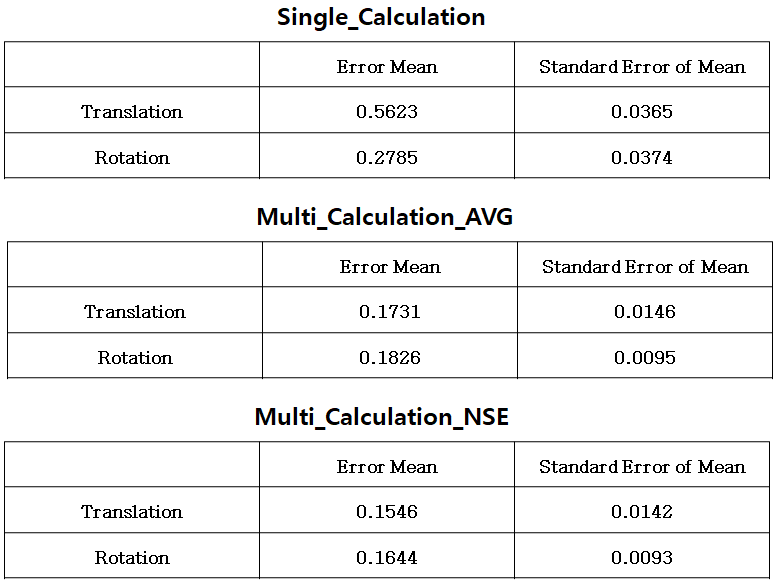 Single_Calculation
Error Mean Standard Error of Mean
Translation 0.5623 0.0365
Rotation 0.2785 0.0374
Multi_Calculation_AVG
Error Mean Standard Error of Mean
Translation 0.1731 0.0146
Rotation 0.1826 0.0095
Multi_Calculation_NSE
Error Mean Standard Error of Mean
Translation 0.1546 0.0142
Rotation 0.1644 0.0093